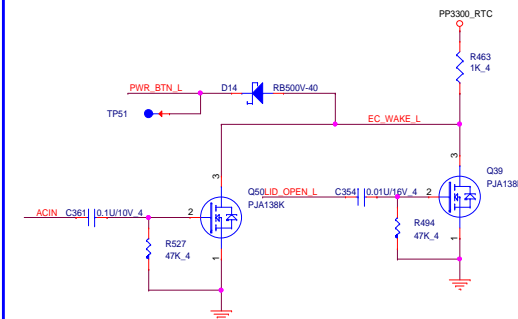 PP3300_RTC
R463
1K_4
PWR_BTN_L
D14
RB500V-40
TP51
EC_WAKE_L
3
3
Q39
PJA138
Q50
LID_OPEN_L
C354
0.01U/16V_4
2
PJA138K
ACIN
C361
0.1U/10V_4
2
R494
47K_4
R527
47K_4
1
1